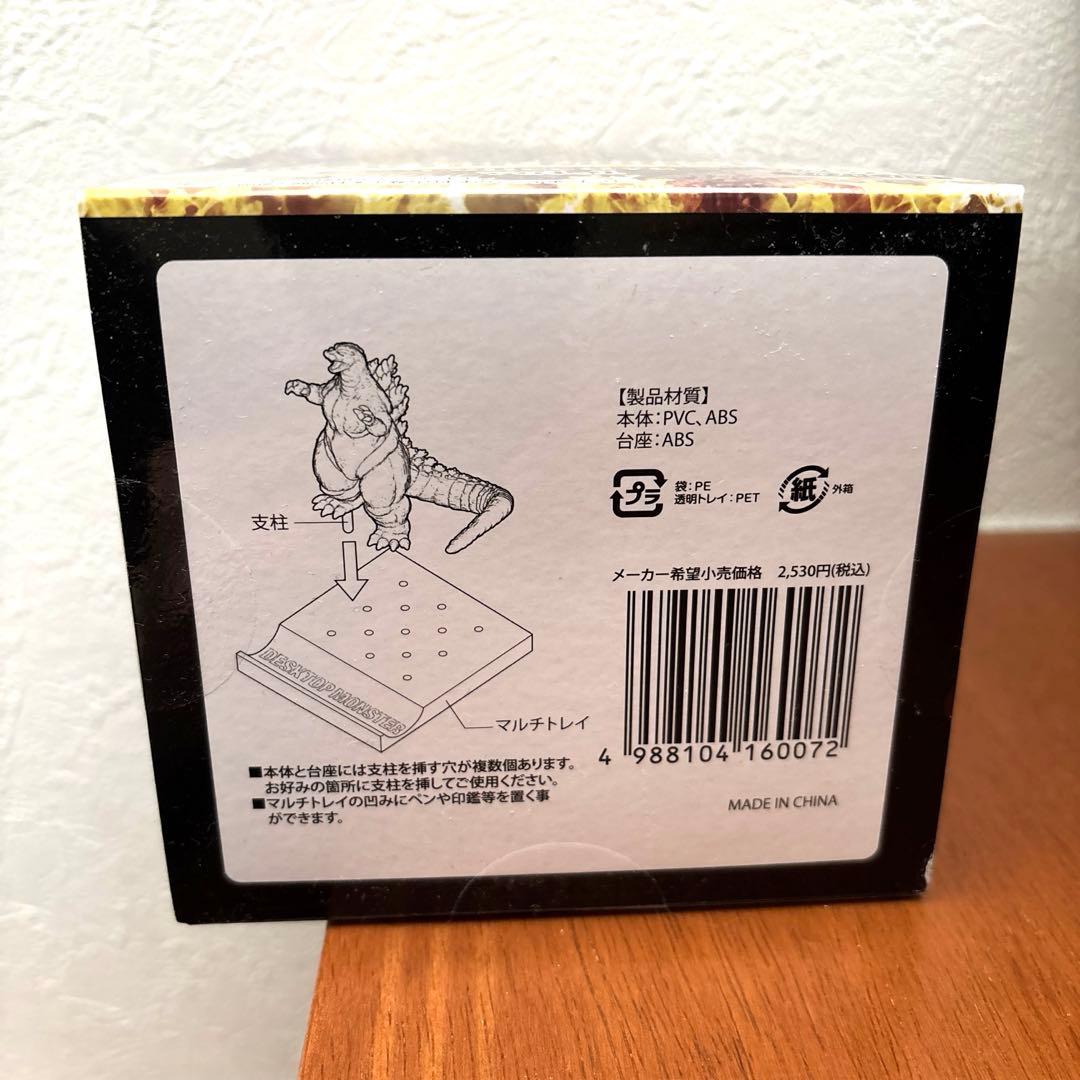 支柱
DESKTOP MONSTER
マルチトレイ
■本体と台座には支柱を挿す穴が複数個あります。
お好みの箇所に支柱を挿してご使用ください。
■マルチトレイの凹みにペンや印鑑等を置く事
ができます。
【製品材質】
本体:PVC、ABS
台座:ABS
プラ
袋:PE
透明トレイ:PET
紙
外箱
メーカー希望小売価格 2,530円(税込)
4 988104 160072
MADE IN CHINA